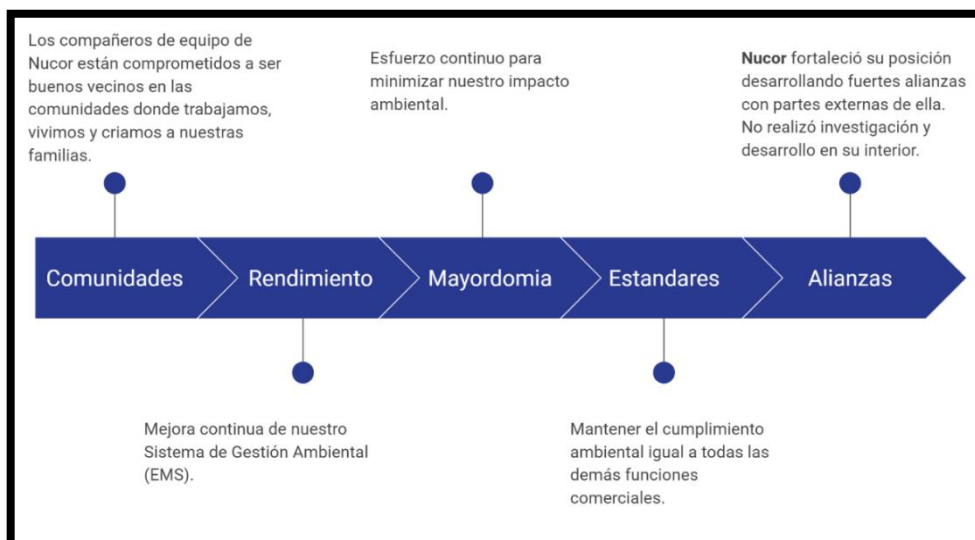 Los compañeros de equipo de
Nucor están comprometidos a ser
buenos vecinos en las
comunidades donde trabajamos,
vivimos y criamos a nuestras
familias.
Esfuerzo continuo para
minimizar nuestro impacto
ambiental.
Nucor fortaleció su posición
desarrollando fuertes alianzas
con partes externas de ella.
No realizó investigación y
desarrollo en su interior.
Comunidades
Rendimiento
Mayordomia
Estandares
Alianzas
Mejora continua de nuestro
Sistema de Gestión Ambiental
(EMS).
Mantener el cumplimiento
ambiental igual a todas las
demás funciones
comerciales.